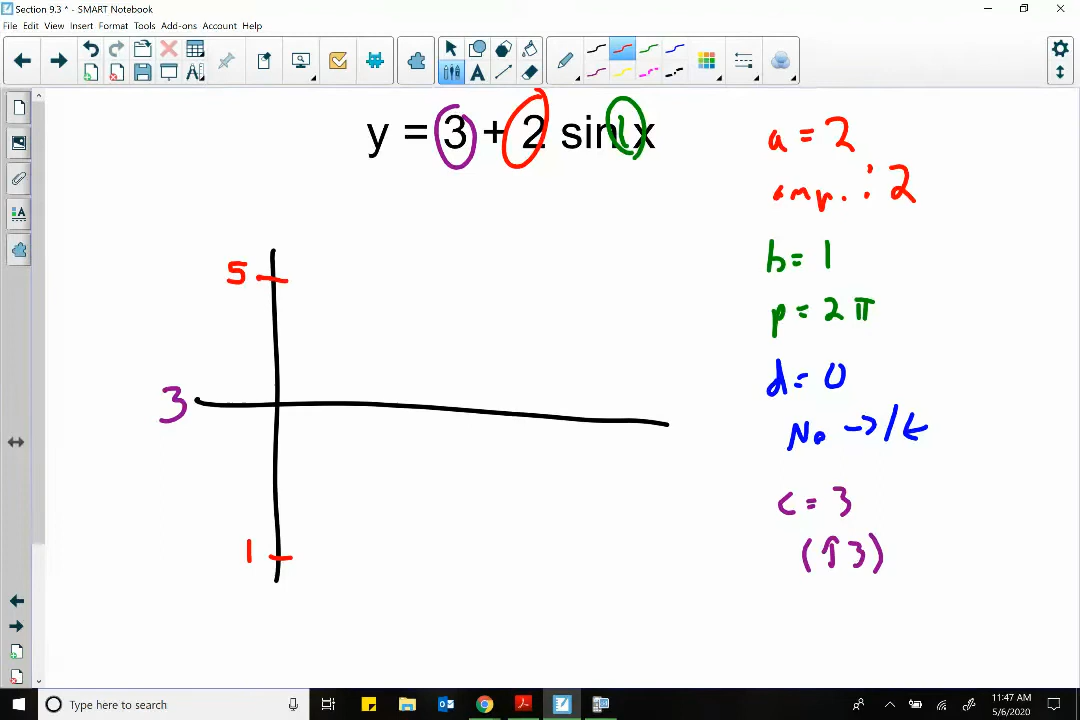 Section 9.3 * - SMART Notebook
File Edit View Insert Format Tools Add-ons Account Help
y = 3 + 2 sin 1x
a = 2
amp. : 2
b = 1
p = 2π
d = 0
No →/←
c = 3
(↑3)
5
3
1
Type here to search
11:47 AM
5/6/2020